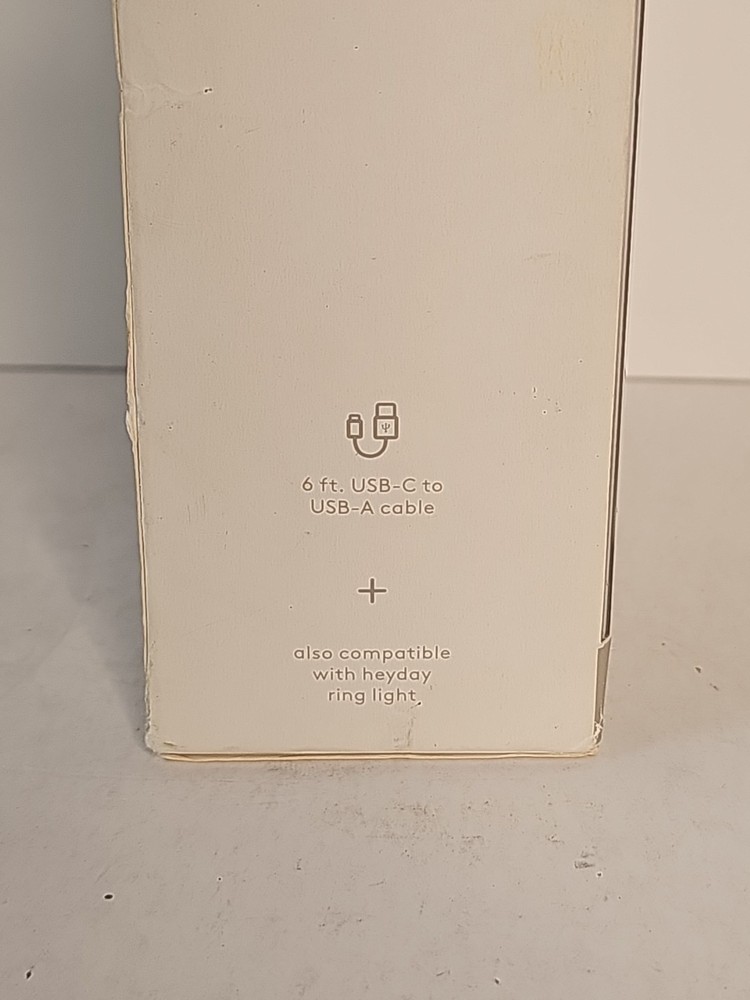 6 ft. USB-C to
USB-A cable
+
also compatible
with heyday
ring light